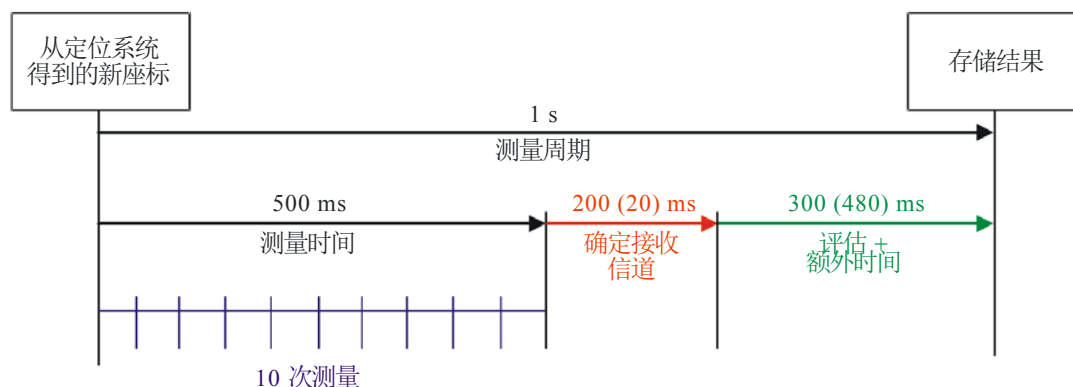 从定位系统
得到的新座标
存储结果
1 s
测量周期
500 ms
200 (20) ms
300 (480) ms
测量时间
确定接收
信道
评估 +
额外时间
10 次测量